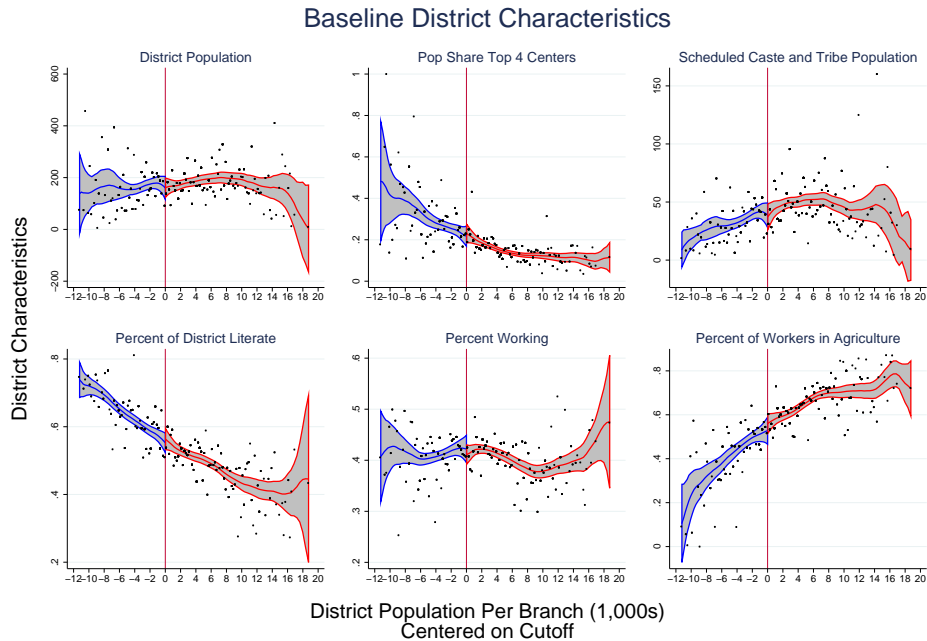 Baseline District Characteristics
District Population
Pop Share Top 4 Centers
Scheduled Caste and Tribe Population
600
400
200
0
−200
−12−10−8 −6 −4 −2 0 2 4 6 8 10 12 14 16 18 20
1
.8
.6
.4
.2
0
−12−10−8 −6 −4 −2 0 2 4 6 8 10 12 14 16 18 20
150
100
50
0
−12−10−8 −6 −4 −2 0 2 4 6 8 10 12 14 16 18 20
Percent of District Literate
Percent Working
Percent of Workers in Agriculture
.8
.6
.4
.2
−12−10−8 −6 −4 −2 0 2 4 6 8 10 12 14 16 18 20
.6
.5
.4
.3
.2
−12−10−8 −6 −4 −2 0 2 4 6 8 10 12 14 16 18 20
.8
.6
.4
.2
0
−12−10−8 −6 −4 −2 0 2 4 6 8 10 12 14 16 18 20
District Characteristics
District Population Per Branch (1,000s)
Centered on Cutoff